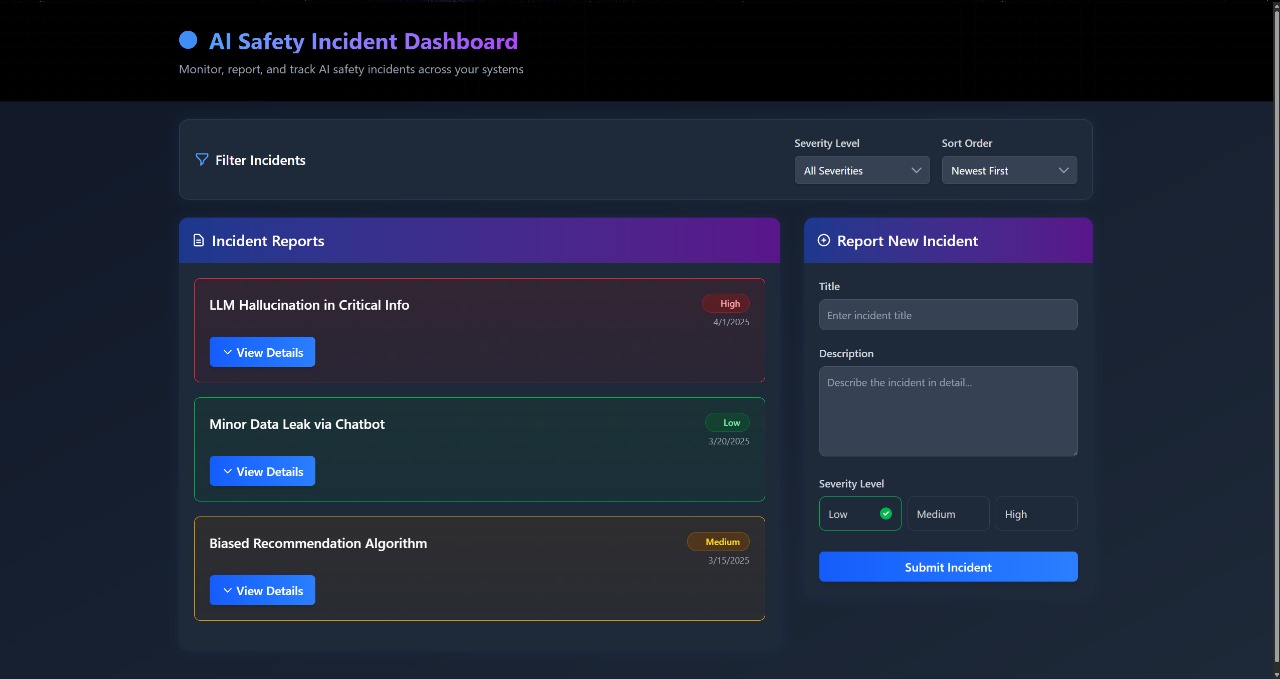 AI Safety Incident Dashboard
Monitor, report, and track AI safety incidents across your systems
Filter Incidents
Severity Level
All Severities
Sort Order
Newest First
Incident Reports
LLM Hallucination in Critical Info
High
4/1/2025
View Details
Minor Data Leak via Chatbot
Low
3/20/2025
View Details
Biased Recommendation Algorithm
Medium
3/15/2025
View Details
Report New Incident
Title
Enter incident title
Description
Describe the incident in detail...
Severity Level
Low
Medium
High
Submit Incident